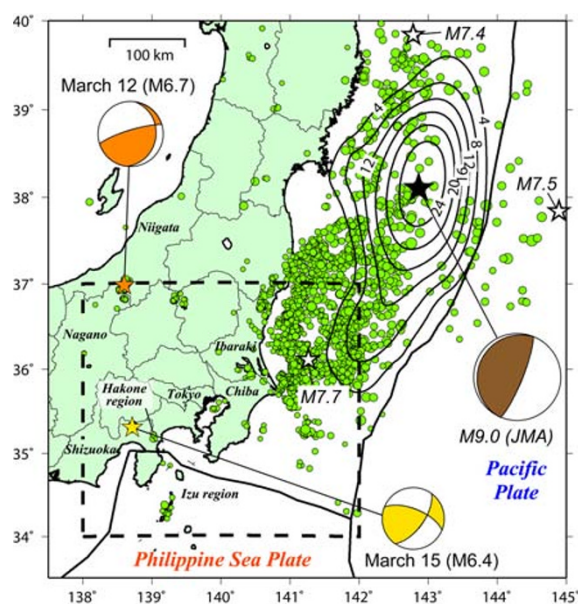 40°
100 km
M7.4
March 12 (M6.7)
39°
4
4
8
12
12
16
20
24
38°
M7.5
Niigata
37°
Nagano
Ibaraki
36°
Hakone
region
Tokyo
Chiba
M7.7
M9.0 (JMA)
Shizuoka
35°
Pacific
Plate
Izu region
34°
March 15 (M6.4)
Philippine Sea Plate
138°
139°
140°
141°
142°
143°
144°
145°